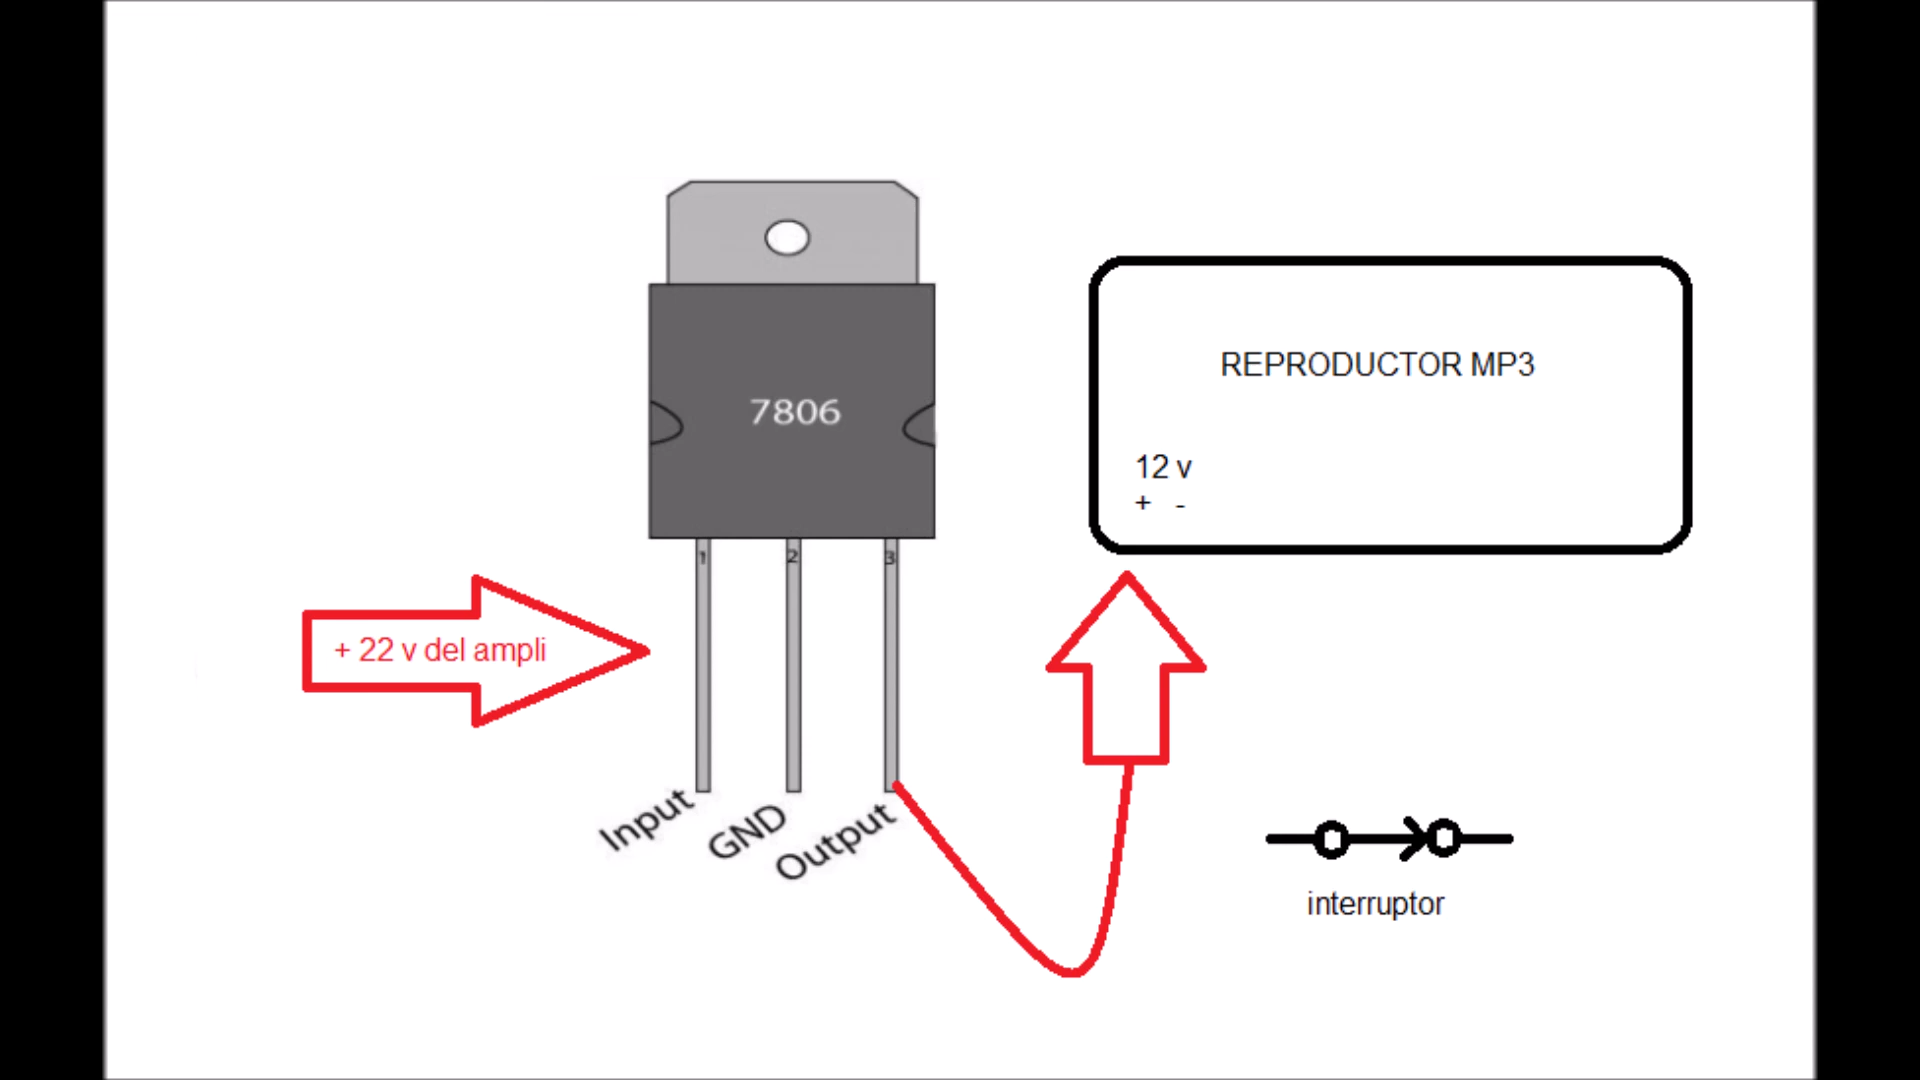 7806
REPRODUCTOR MP3
12 v
+ -
1 2 3
+ 22 v del ampli
Input
GND
Output
interruptor